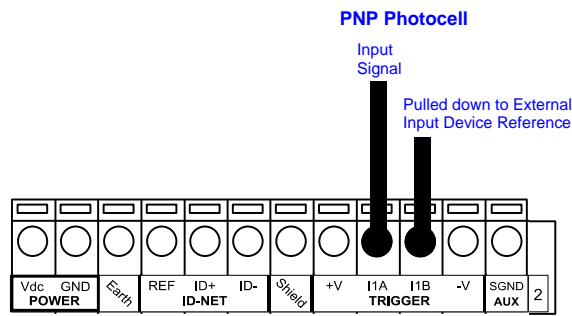 PNP Photocell
Input
Signal
Pulled down to External
Input Device Reference
Vdc GND Earth REF ID+ ID- Shield +V I1A I1B -V SGND 2
POWER ID-NET TRIGGER AUX